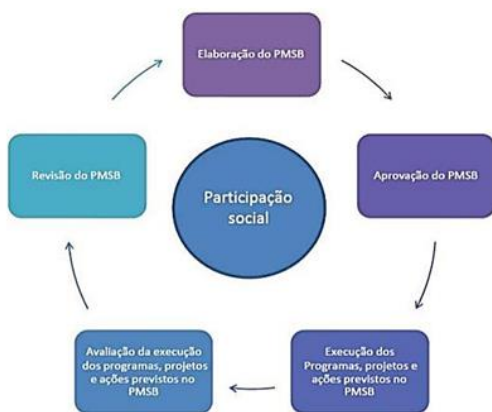 Elaboração do PMSB
Aprovação do PMSB
Execução dos
Programas, projetos e
ações previstos no
PMSB
Avaliação da execução
dos programas, projetos
e ações previstos no
PMSB
Revisão do PMSB
Participação
social